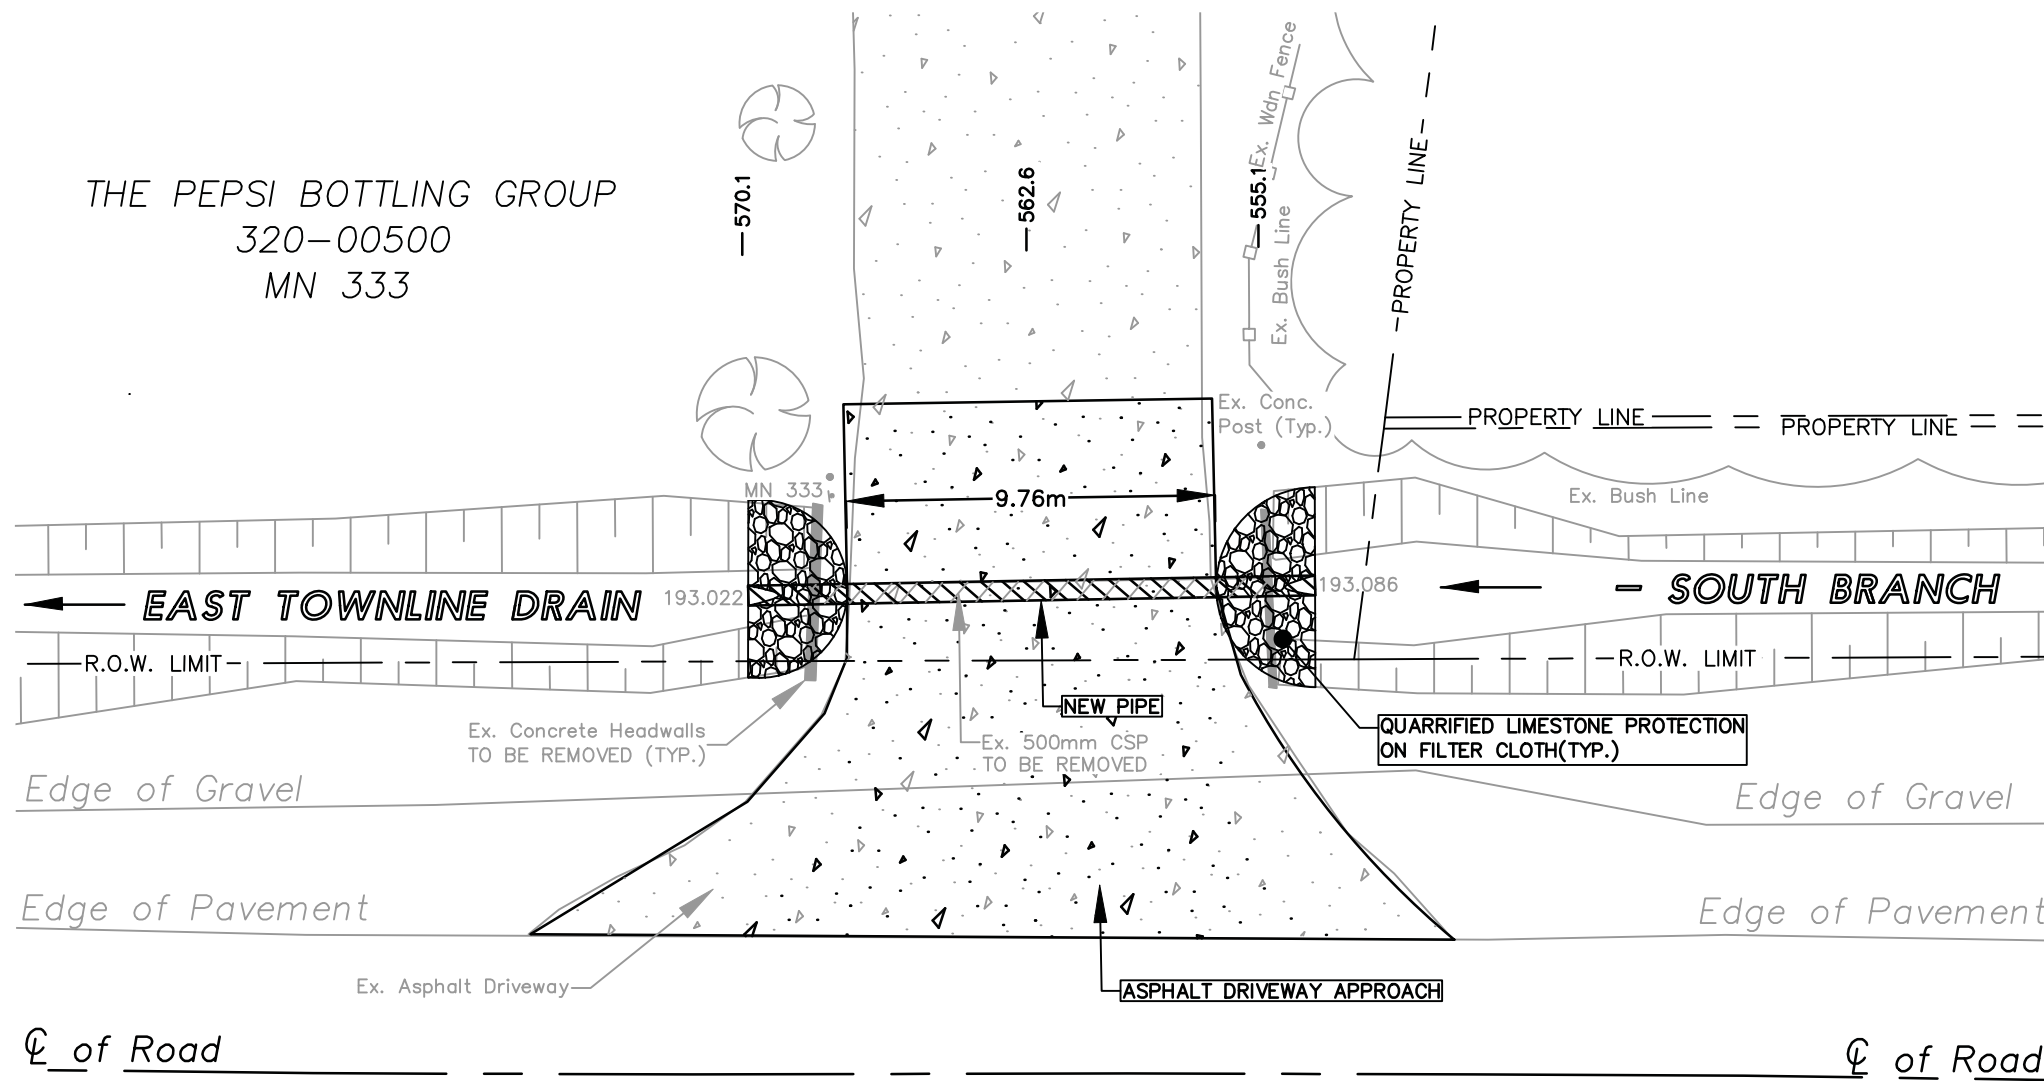 THE PEPSI BOTTLING GROUP
320-00500
MN 333
570.1
562.6
555.1
Ex. Wdn Fence
Ex. Bush Line
PROPERTY LINE
Ex. Conc.
Post (Typ.)
PROPERTY LINE
PROPERTY LINE
Ex. Bush Line
MN 333
9.76m
193.022
193.086
EAST TOWNLINE DRAIN
- SOUTH BRANCH
R.O.W. LIMIT
R.O.W. LIMIT
NEW PIPE
Ex. Concrete Headwalls
TO BE REMOVED (TYP.)
Ex. 500mm CSP
TO BE REMOVED
QUARRIFIED LIMESTONE PROTECTION
ON FILTER CLOTH(TYP.)
Edge of Gravel
Edge of Gravel
Edge of Pavement
Edge of Pavement
Ex. Asphalt Driveway
ASPHALT DRIVEWAY APPROACH
℄ of Road
℄ of Road